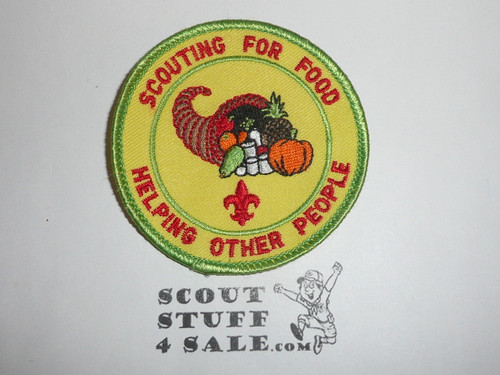 SCOUTING FOR FOOD
HELPING OTHER PEOPLE
SCOUT
STUFF
4 SALE.com